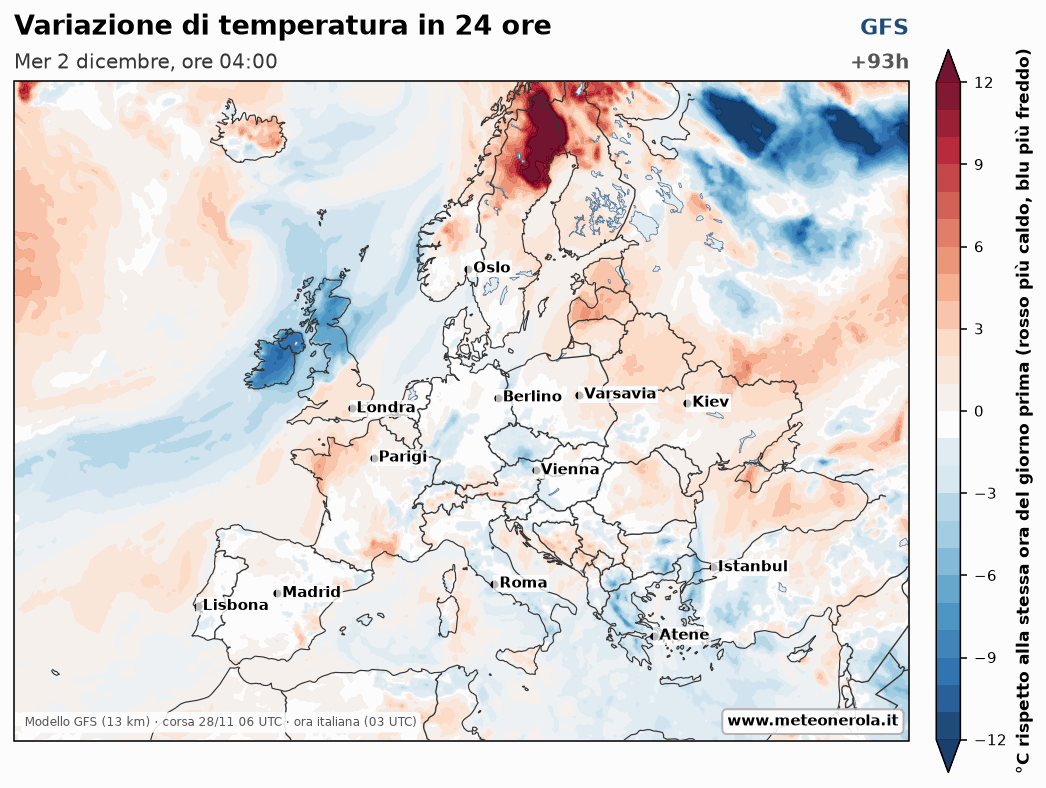 Variazione di temperatura in 24 ore
GFS
Mer 2 dicembre, ore 04:00
+93h
Oslo
Londra
Berlino
Varsavia
Kiev
Parigi
Vienna
Istanbul
Roma
Madrid
Lisbona
Atene
Modello GFS (13 km) · corsa 28/11 06 UTC · ora italiana (03 UTC)
www.meteonerola.it
12
9
6
3
0
−3
−6
−9
−12
°C rispetto alla stessa ora del giorno prima (rosso più caldo, blu più freddo)